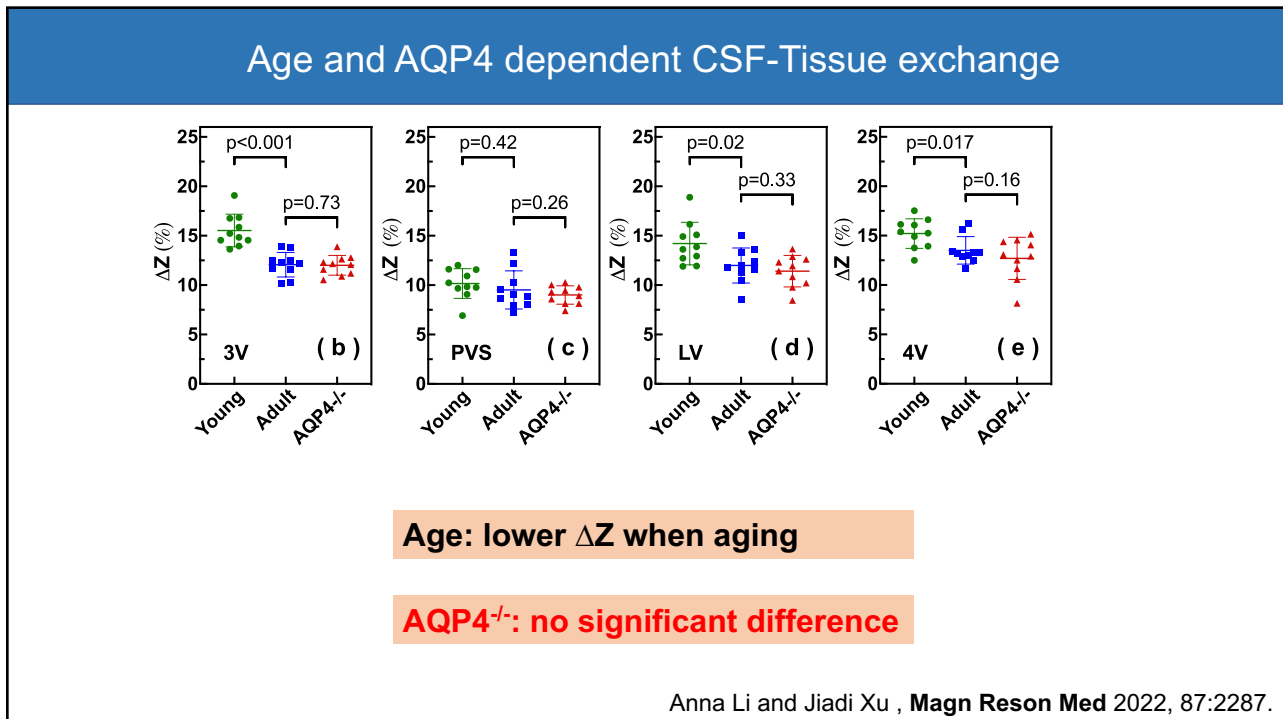 Age and AQP4 dependent CSF-Tissue exchange
25
20
15
10
5
0
ΔZ (%)
p<0.001
p=0.73
3V
( b )
Young
Adult
AQP4-/-
25
20
15
10
5
0
ΔZ (%)
p=0.42
p=0.26
PVS
( c )
Young
Adult
AQP4-/-
25
20
15
10
5
0
ΔZ (%)
p=0.02
p=0.33
LV
( d )
Young
Adult
AQP4-/-
25
20
15
10
5
0
ΔZ (%)
p=0.017
p=0.16
4V
( e )
Young
Adult
AQP4-/-
Age: lower ΔZ when aging
AQP4-/-: no significant difference
Anna Li and Jiadi Xu , Magn Reson Med 2022, 87:2287.